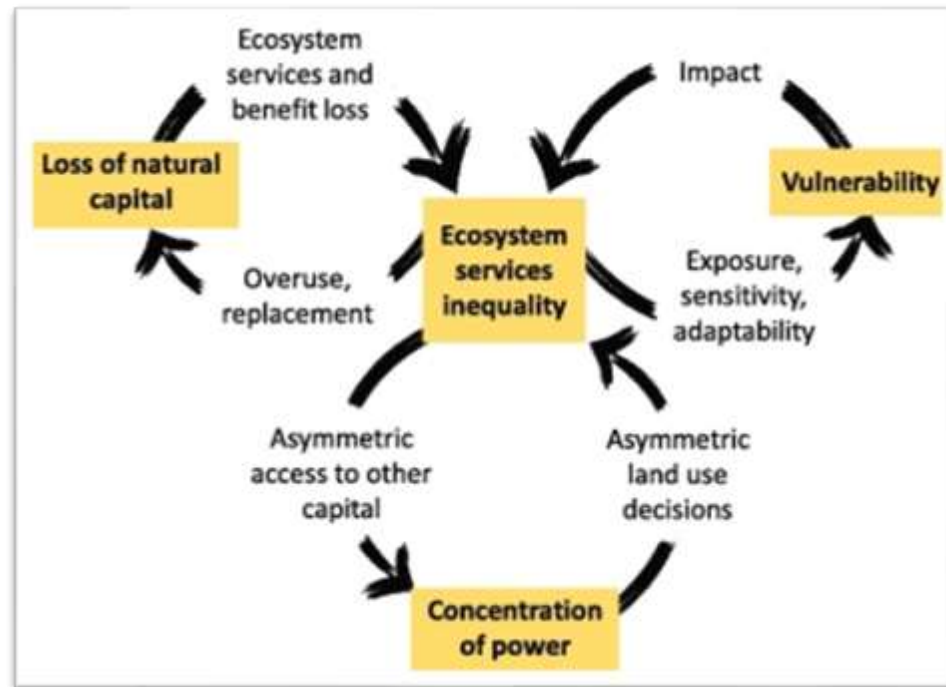 Ecosystem
services and
benefit loss
Impact
Loss of natural
capital
Vulnerability
Ecosystem
services
inequality
Overuse,
replacement
Exposure,
sensitivity,
adaptability
Asymmetric
access to other
capital
Asymmetric
land use
decisions
Concentration
of power